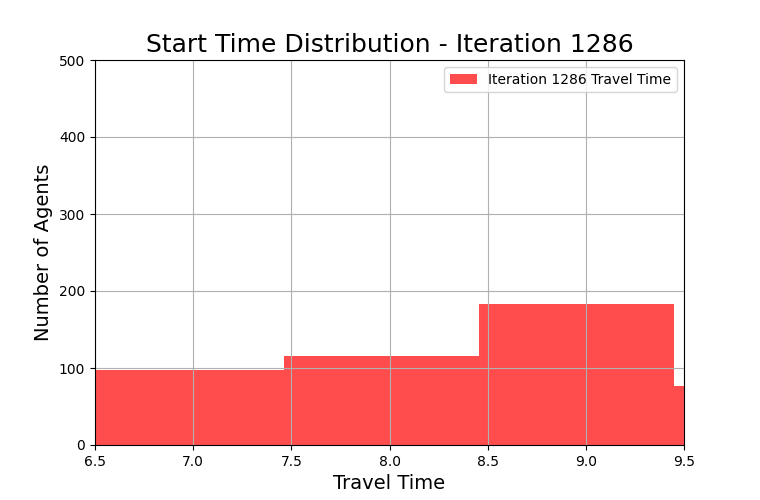 Start Time Distribution - Iteration 1286
Iteration 1286 Travel Time
Number of Agents
500
400
300
200
100
0
6.5 7.0 7.5 8.0 8.5 9.0 9.5
Travel Time